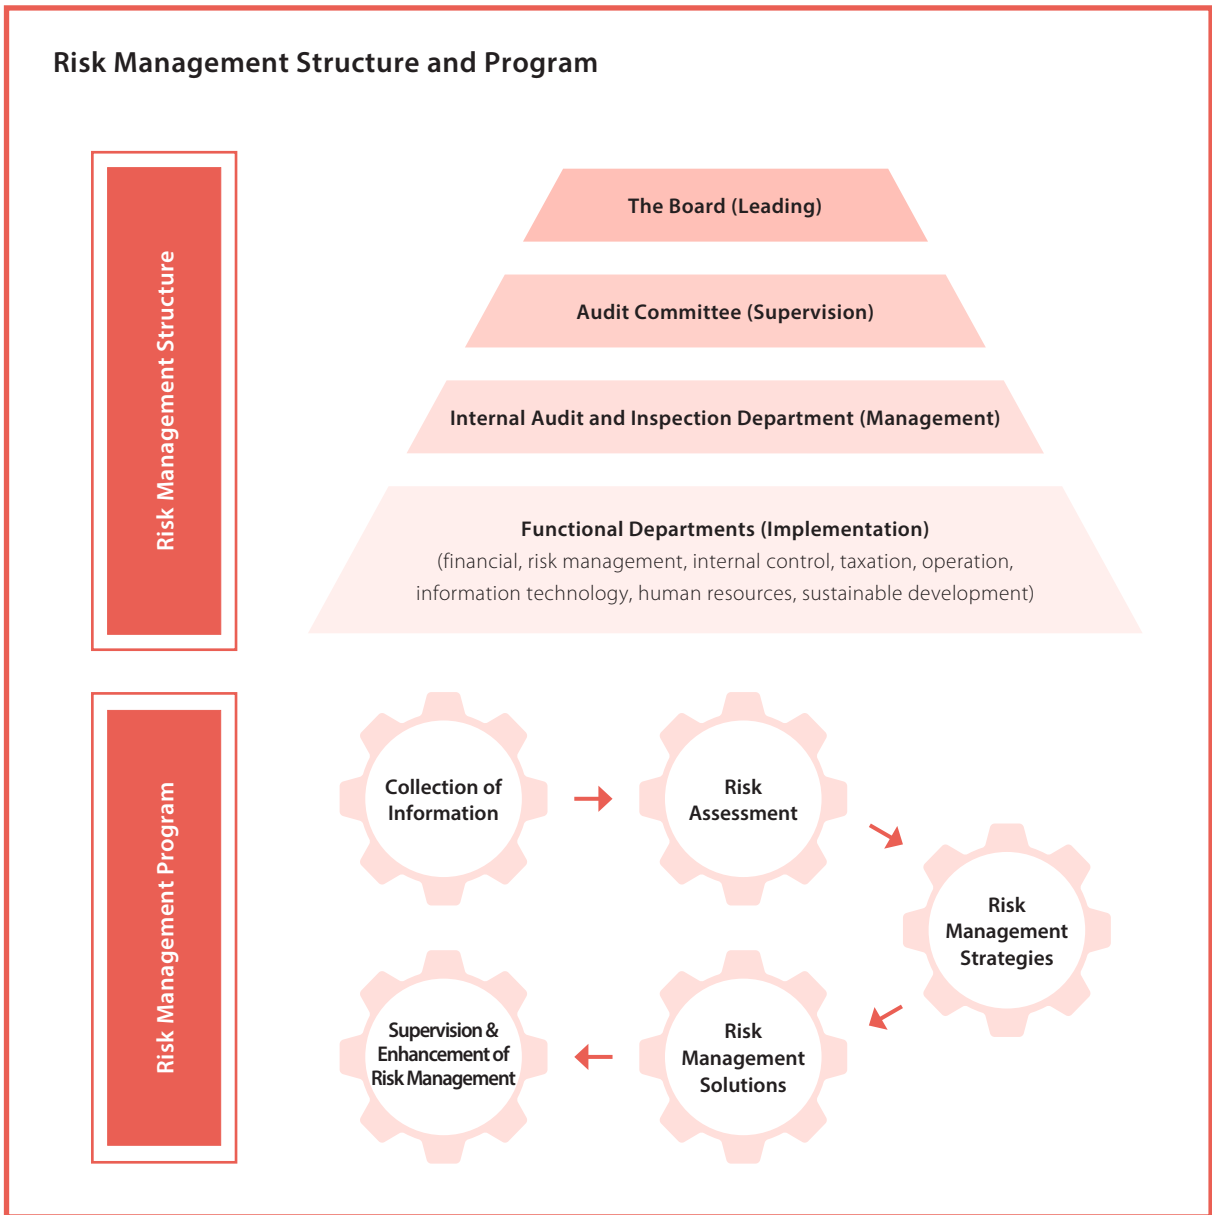 Risk Management Structure and Program
Risk Management Structure
The Board (Leading)
Audit Committee (Supervision)
Internal Audit and Inspection Department (Management)
Functional Departments (Implementation)
(financial, risk management, internal control, taxation, operation,
information technology, human resources, sustainable development)
Risk Management Program
Collection of
Information
Risk
Assessment
Risk
Management
Strategies
Risk
Management
Solutions
Supervision &
Enhancement of
Risk Management